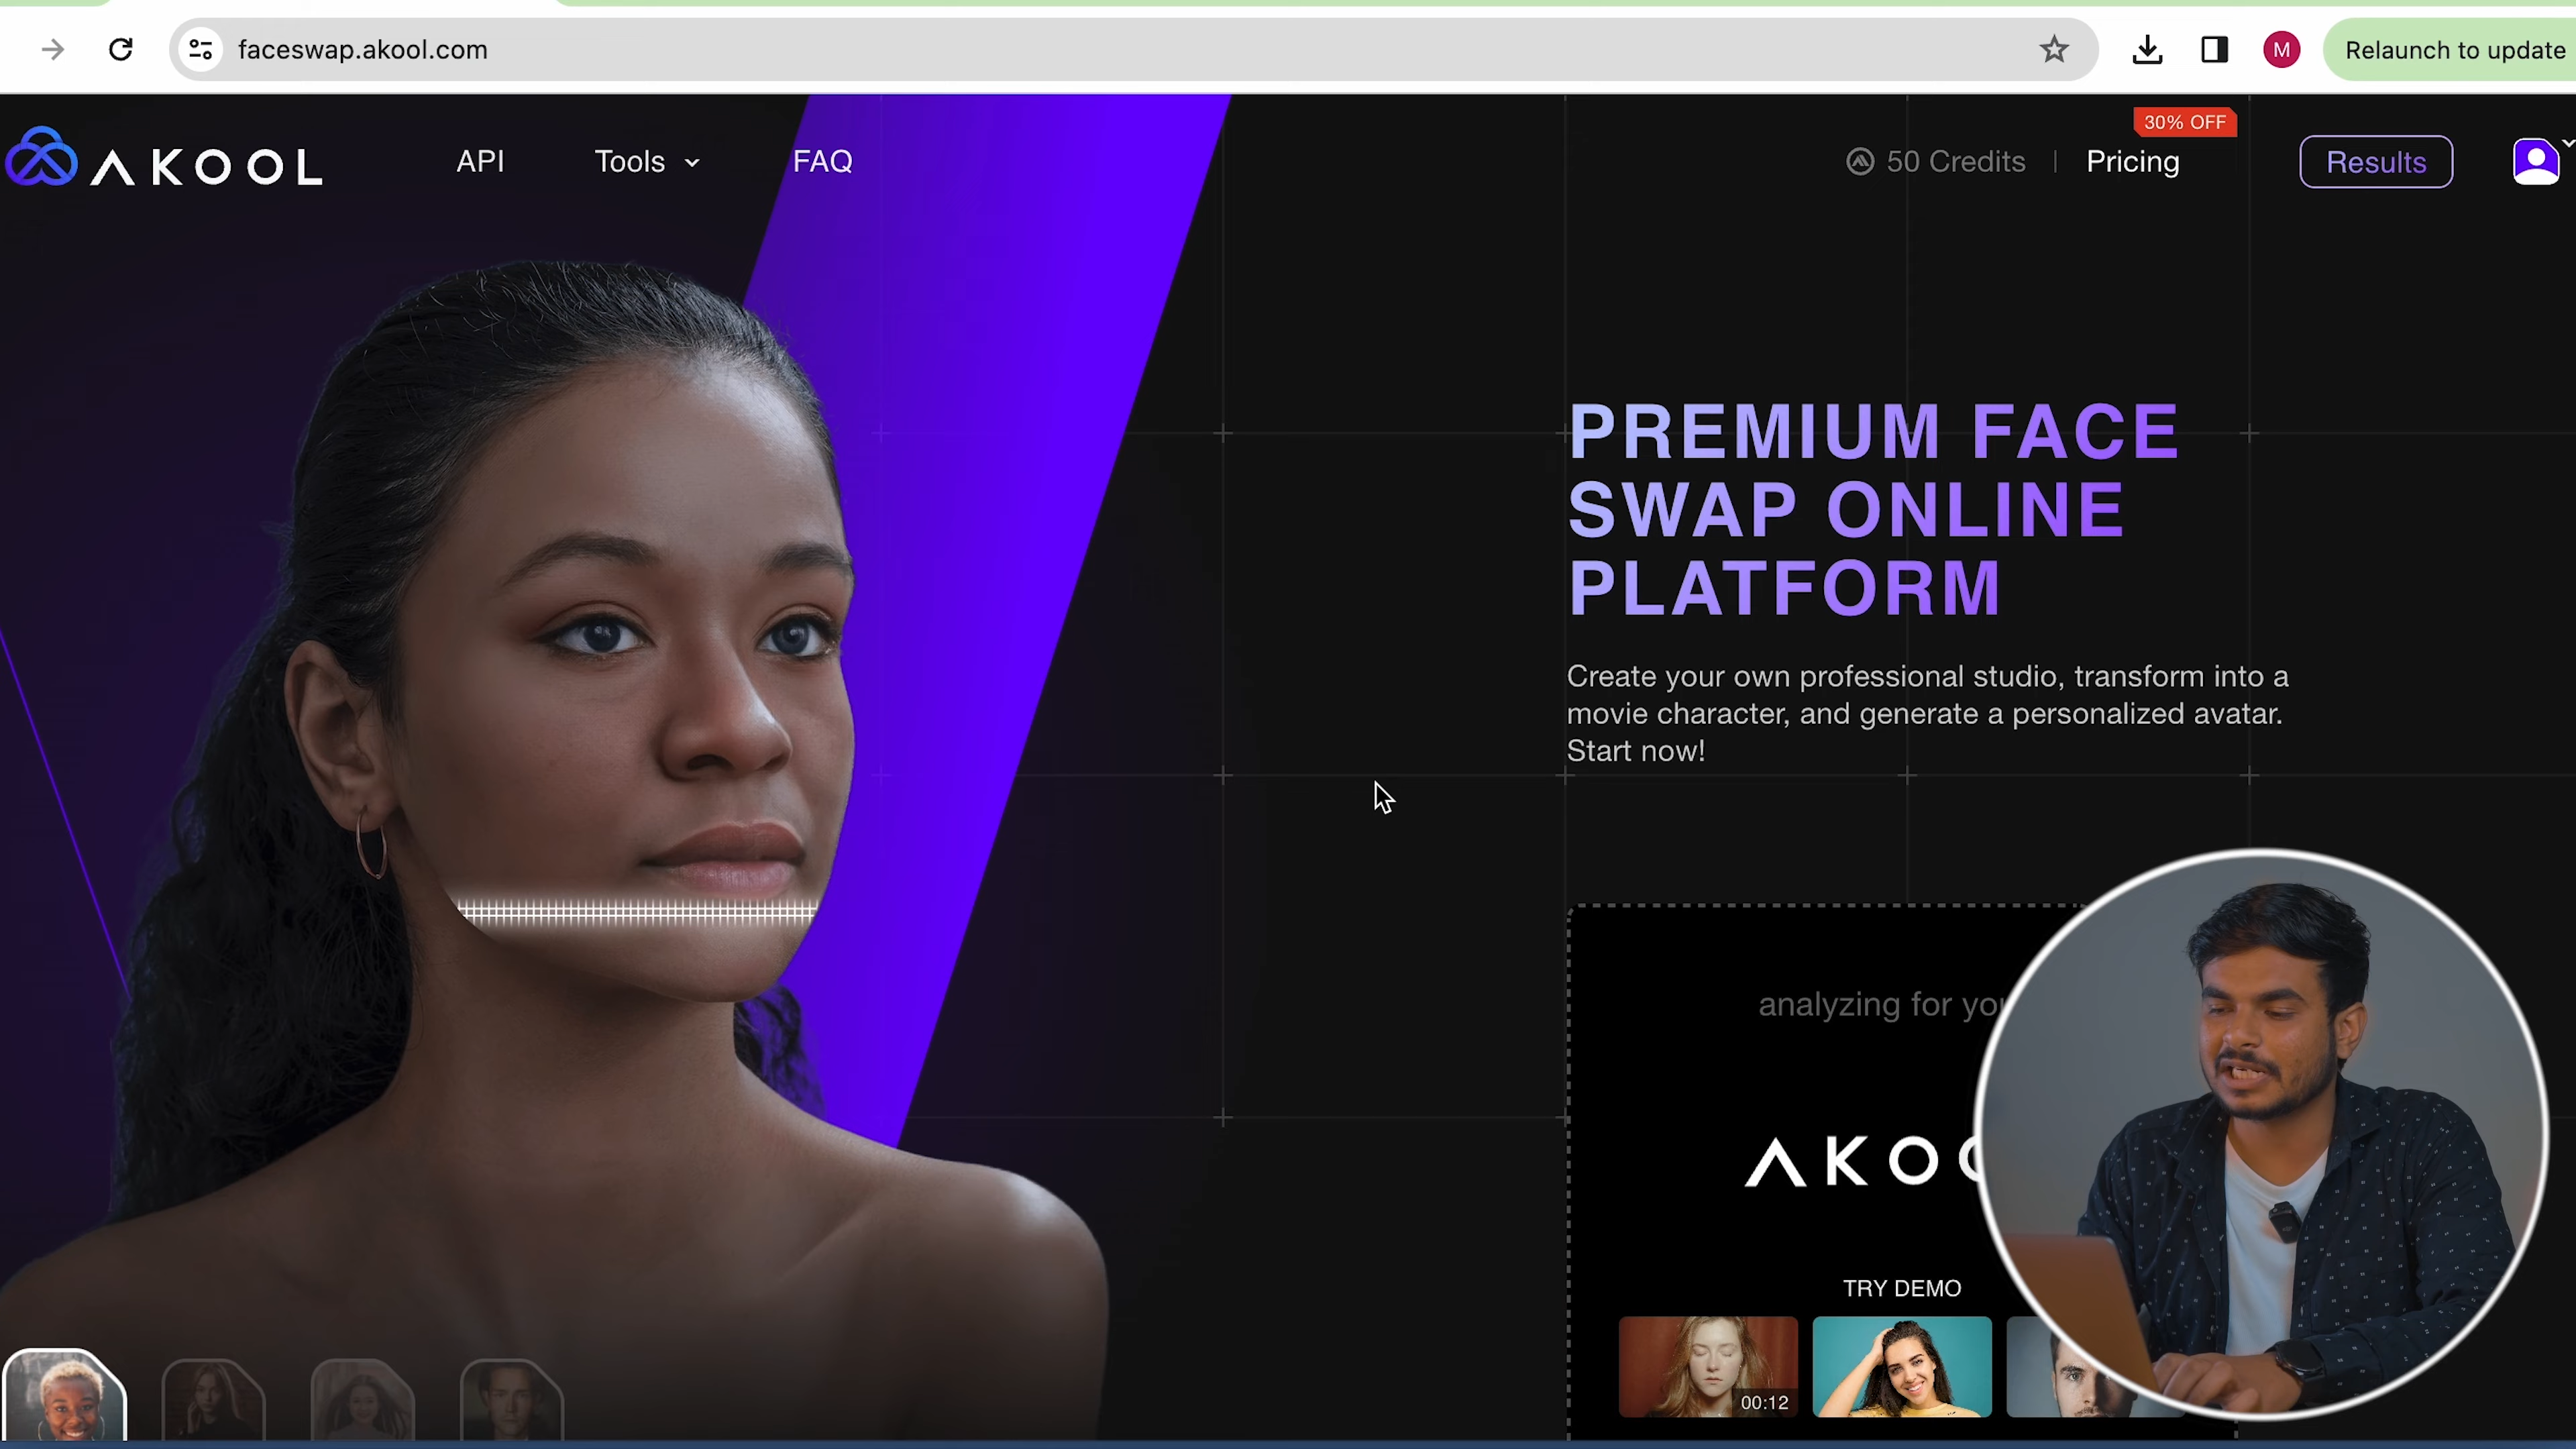 faceswap.akool.com
M
Relaunch to update
AKOOL
API
Tools
FAQ
50 Credits
30% OFF
Pricing
Results
PREMIUM FACE
SWAP ONLINE
PLATFORM
Create your own professional studio, transform into a
movie character, and generate a personalized avatar.
Start now!
analyzing for you
AKOO
TRY DEMO
00:12